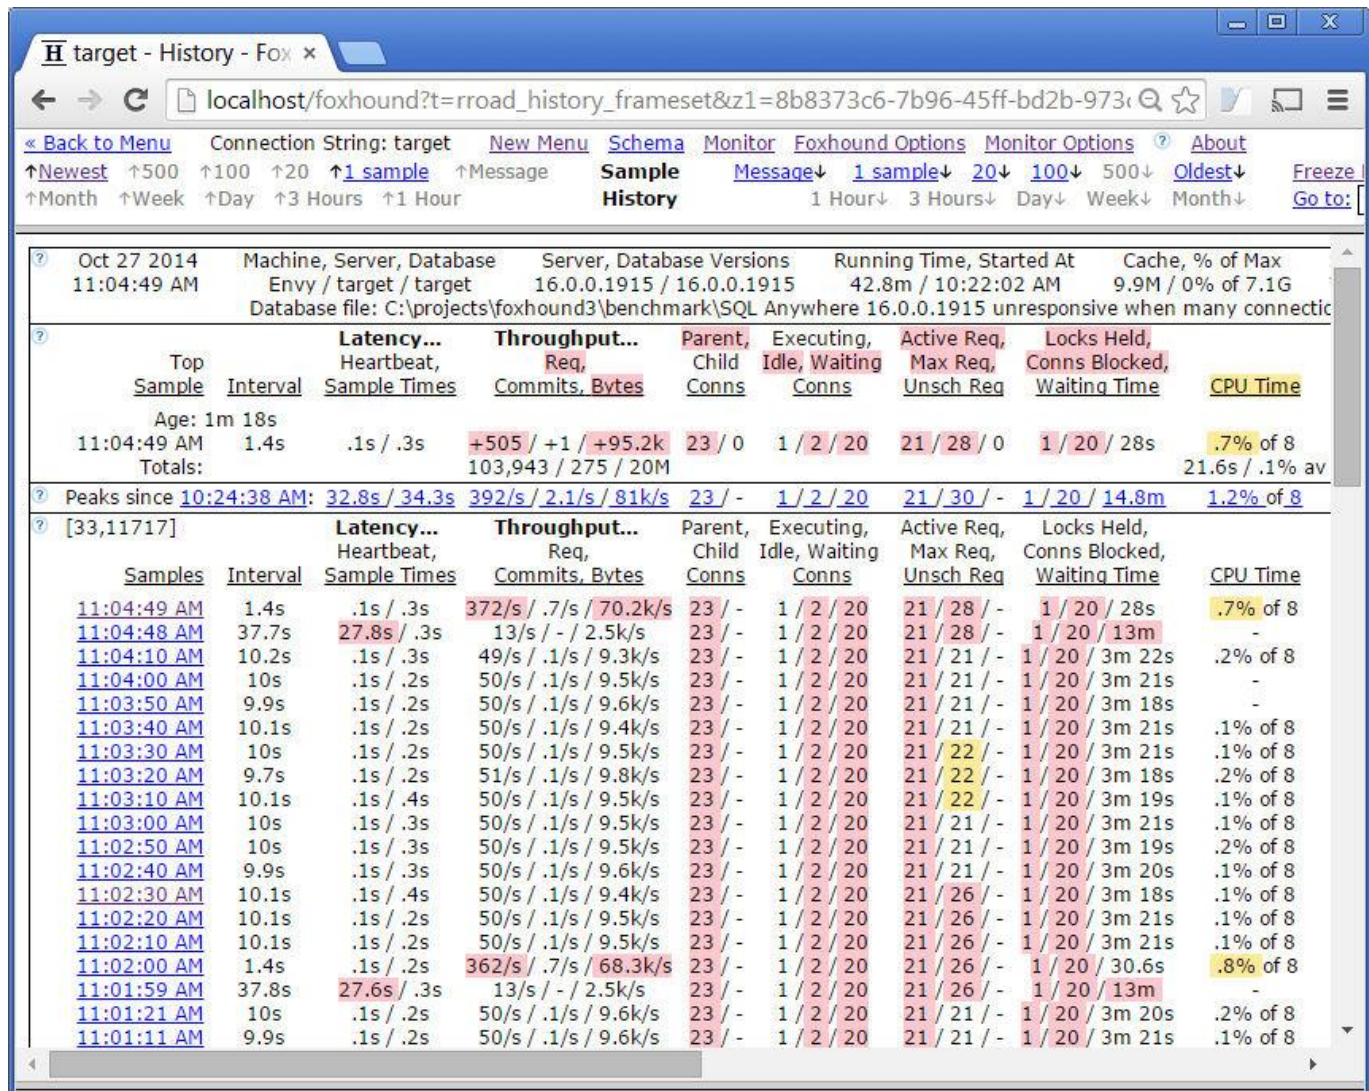 H target - History - Fox ×
localhost/foxhound?t=rroad_history_frameset&z1=8b8373c6-7b96-45ff-bd2b-973
« Back to Menu Connection String: target New Menu Schema Monitor Foxhound Options Monitor Options ? About
↑Newest ↑500 ↑100 ↑20 ↑1 sample ↑Message Sample Message↓ 1 sample↓ 20↓ 100↓ 500↓ Oldest↓ Freeze
↑Month ↑Week ↑Day ↑3 Hours ↑1 Hour History 1 Hour↓ 3 Hours↓ Day↓ Week↓ Month↓ Go to:
? Oct 27 2014 Machine, Server, Database Server, Database Versions Running Time, Started At Cache, % of Max
11:04:49 AM Envy / target / target 16.0.0.1915 / 16.0.0.1915 42.8m / 10:22:02 AM 9.9M / 0% of 7.1G
Database file: C:\projects\foxhound3\benchmark\SQL Anywhere 16.0.0.1915 unresponsive when many connectic
? Latency... Throughput... Parent, Executing, Active Req, Locks Held,
Top Heartbeat, Req, Child Idle, Waiting Max Req, Conns Blocked,
Sample Interval Sample Times Commits, Bytes Conns Conns Unsch Req Waiting Time CPU Time
Age: 1m 18s
11:04:49 AM 1.4s .1s / .3s +505 / +1 / +95.2k 23 / 0 1 / 2 / 20 21 / 28 / 0 1 / 20 / 28s .7% of 8
Totals: 103,943 / 275 / 20M 21.6s / .1% av
? Peaks since 10:24:38 AM: 32.8s / 34.3s 392/s / 2.1/s / 81k/s 23 / - 1 / 2 / 20 21 / 30 / - 1 / 20 / 14.8m 1.2% of 8
? [33,11717] Latency... Throughput... Parent, Executing, Active Req, Locks Held,
Heartbeat, Req, Child Idle, Waiting Max Req, Conns Blocked,
Samples Interval Sample Times Commits, Bytes Conns Conns Unsch Req Waiting Time CPU Time
11:04:49 AM 1.4s .1s / .3s 372/s / .7/s / 70.2k/s 23 / - 1 / 2 / 20 21 / 28 / - 1 / 20 / 28s .7% of 8
11:04:48 AM 37.7s 27.8s / .3s 13/s / - / 2.5k/s 23 / - 1 / 2 / 20 21 / 28 / - 1 / 20 / 13m -
11:04:10 AM 10.2s .1s / .3s 49/s / .1/s / 9.3k/s 23 / - 1 / 2 / 20 21 / 21 / - 1 / 20 / 3m 22s .2% of 8
11:04:00 AM 10s .1s / .2s 50/s / .1/s / 9.5k/s 23 / - 1 / 2 / 20 21 / 21 / - 1 / 20 / 3m 21s -
11:03:50 AM 9.9s .1s / .2s 50/s / .1/s / 9.6k/s 23 / - 1 / 2 / 20 21 / 21 / - 1 / 20 / 3m 18s -
11:03:40 AM 10.1s .1s / .2s 50/s / .1/s / 9.4k/s 23 / - 1 / 2 / 20 21 / 21 / - 1 / 20 / 3m 21s .1% of 8
11:03:30 AM 10s .1s / .2s 50/s / .1/s / 9.5k/s 23 / - 1 / 2 / 20 21 / 22 / - 1 / 20 / 3m 21s .1% of 8
11:03:20 AM 9.7s .1s / .2s 51/s / .1/s / 9.8k/s 23 / - 1 / 2 / 20 21 / 22 / - 1 / 20 / 3m 18s .2% of 8
11:03:10 AM 10.1s .1s / .4s 50/s / .1/s / 9.5k/s 23 / - 1 / 2 / 20 21 / 22 / - 1 / 20 / 3m 19s .1% of 8
11:03:00 AM 10s .1s / .3s 50/s / .1/s / 9.5k/s 23 / - 1 / 2 / 20 21 / 21 / - 1 / 20 / 3m 21s .1% of 8
11:02:50 AM 10s .1s / .3s 50/s / .1/s / 9.5k/s 23 / - 1 / 2 / 20 21 / 21 / - 1 / 20 / 3m 19s .2% of 8
11:02:40 AM 9.9s .1s / .3s 50/s / .1/s / 9.6k/s 23 / - 1 / 2 / 20 21 / 21 / - 1 / 20 / 3m 20s .1% of 8
11:02:30 AM 10.1s .1s / .4s 50/s / .1/s / 9.4k/s 23 / - 1 / 2 / 20 21 / 26 / - 1 / 20 / 3m 18s .1% of 8
11:02:20 AM 10.1s .1s / .2s 50/s / .1/s / 9.5k/s 23 / - 1 / 2 / 20 21 / 26 / - 1 / 20 / 3m 21s .1% of 8
11:02:10 AM 10.1s .1s / .2s 50/s / .1/s / 9.5k/s 23 / - 1 / 2 / 20 21 / 26 / - 1 / 20 / 3m 21s .1% of 8
11:02:00 AM 1.4s .1s / .2s 362/s / .7/s / 68.3k/s 23 / - 1 / 2 / 20 21 / 26 / - 1 / 20 / 30.6s .8% of 8
11:01:59 AM 37.8s 27.6s / .3s 13/s / - / 2.5k/s 23 / - 1 / 2 / 20 21 / 26 / - 1 / 20 / 13m -
11:01:21 AM 10s .1s / .2s 50/s / .1/s / 9.6k/s 23 / - 1 / 2 / 20 21 / 21 / - 1 / 20 / 3m 20s .2% of 8
11:01:11 AM 9.9s .1s / .2s 50/s / .1/s / 9.6k/s 23 / - 1 / 2 / 20 21 / 21 / - 1 / 20 / 3m 21s .1% of 8